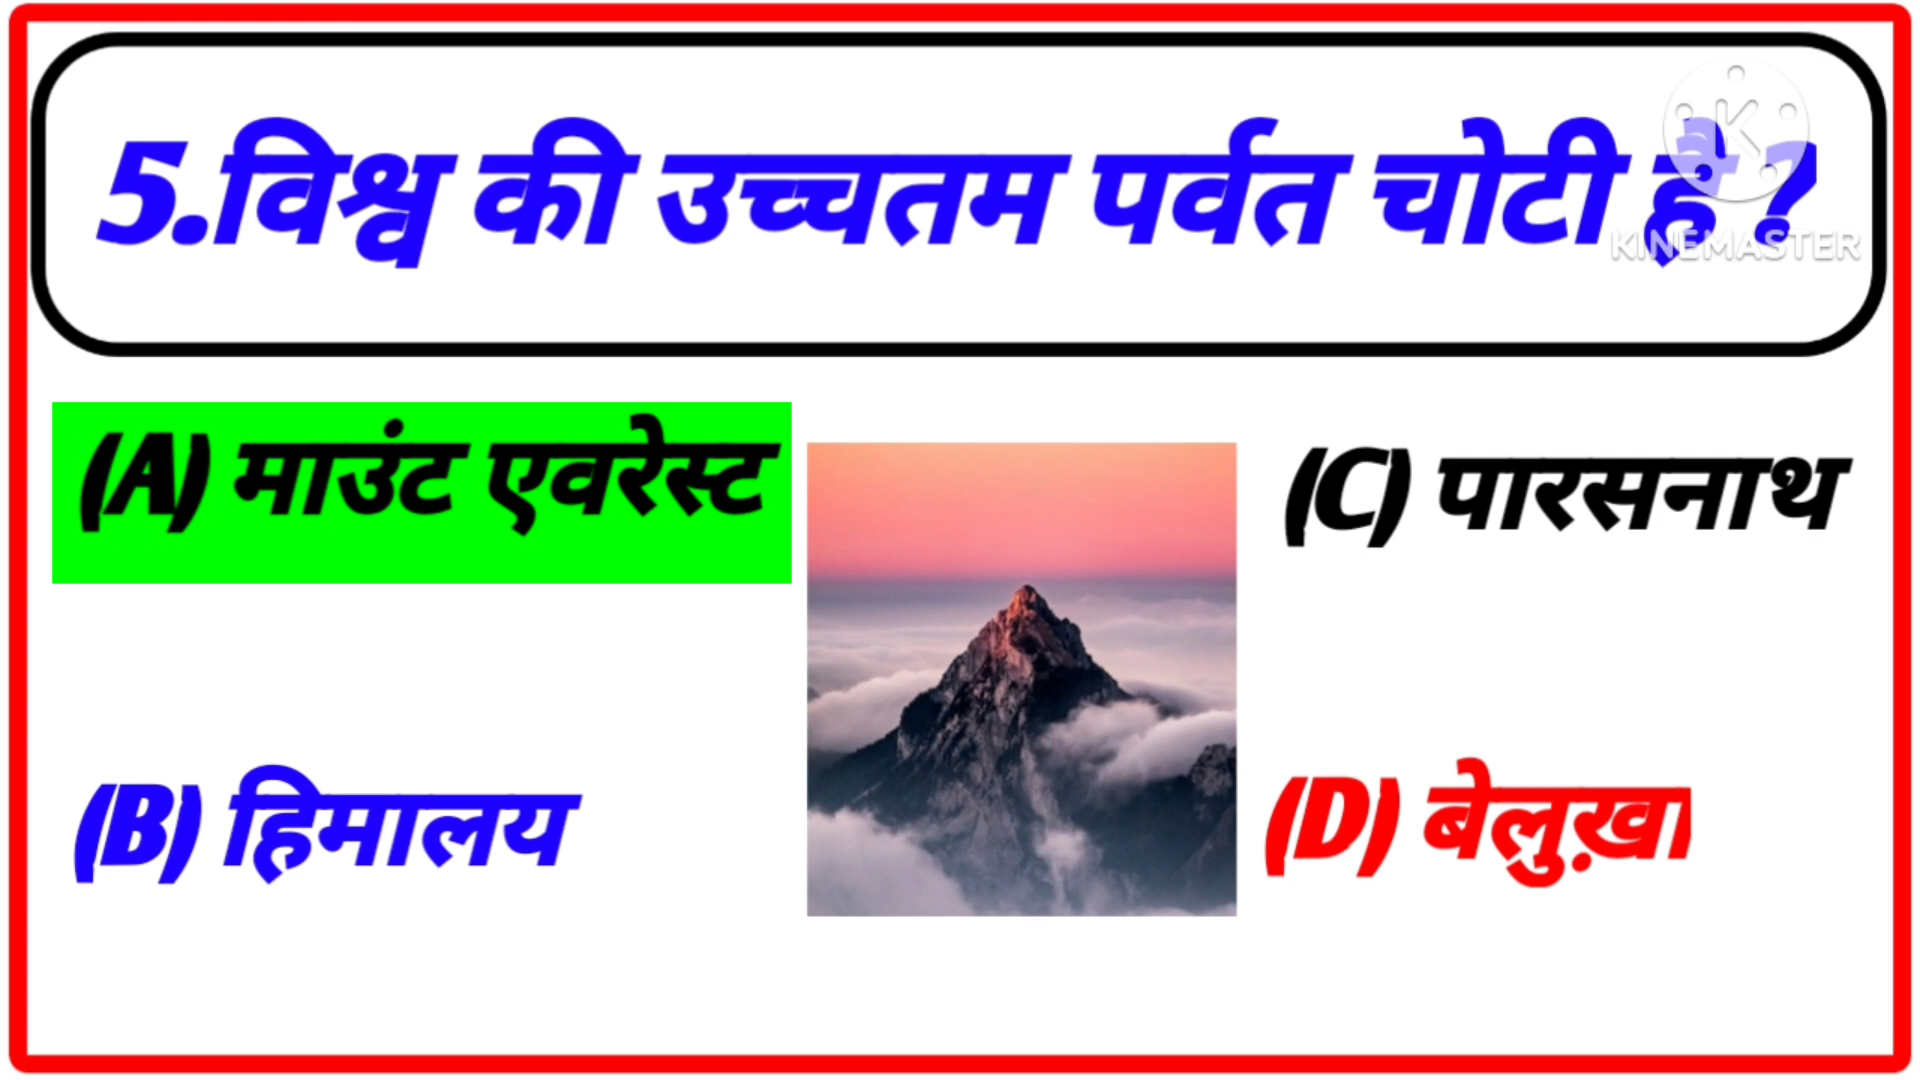 5.विश्व की उच्चतम पर्वत चोटी है ?
KINEMASTER
(A) माउंट एवरेस्ट
(C) पारसनाथ
(B) हिमालय
(D) बेलुख़ा